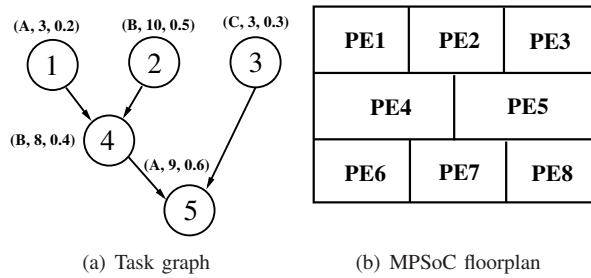 (A, 3, 0.2) (B, 10, 0.5) (C, 3, 0.3)
1 2 3
(B, 8, 0.4) 4 (A, 9, 0.6)
5
PE1 PE2 PE3
PE4 PE5
PE6 PE7 PE8
(a) Task graph
(b) MPSoC floorplan